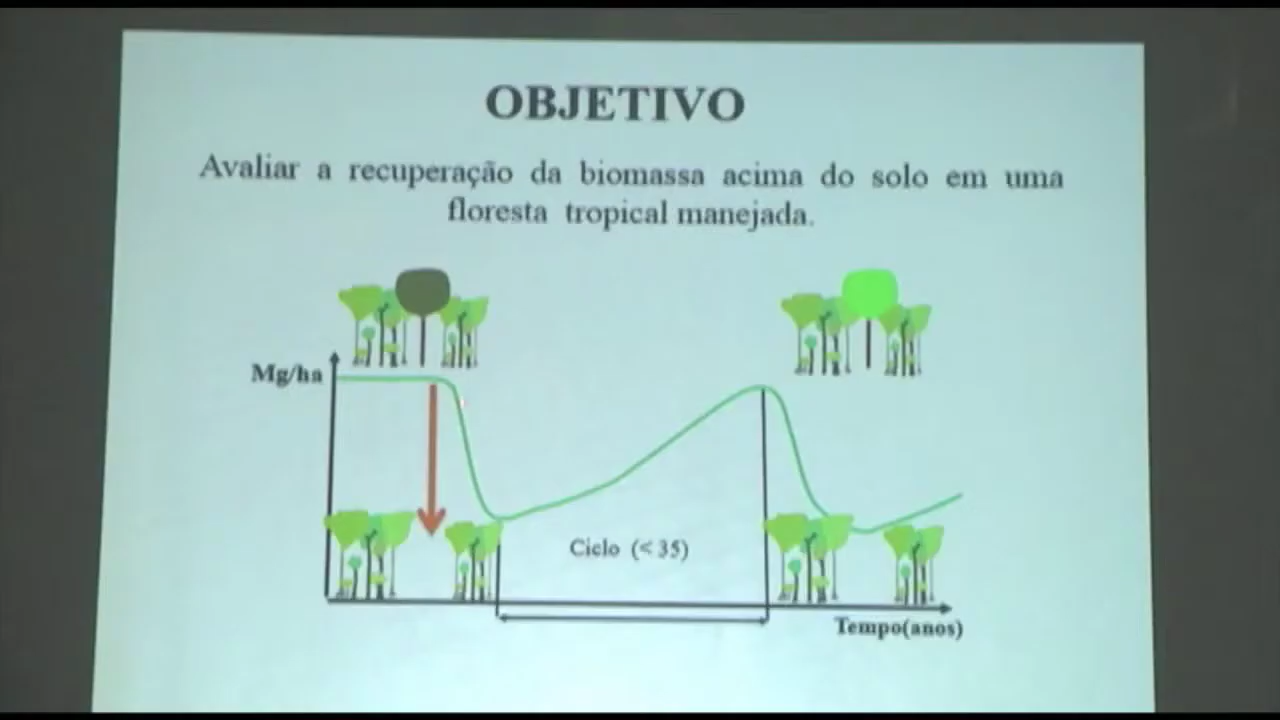 OBJETIVO
Avaliar a recuperação da biomassa acima do solo em uma
floresta tropical manejada.
Mg/ha
Ciclo (< 35)
Tempo(anos)